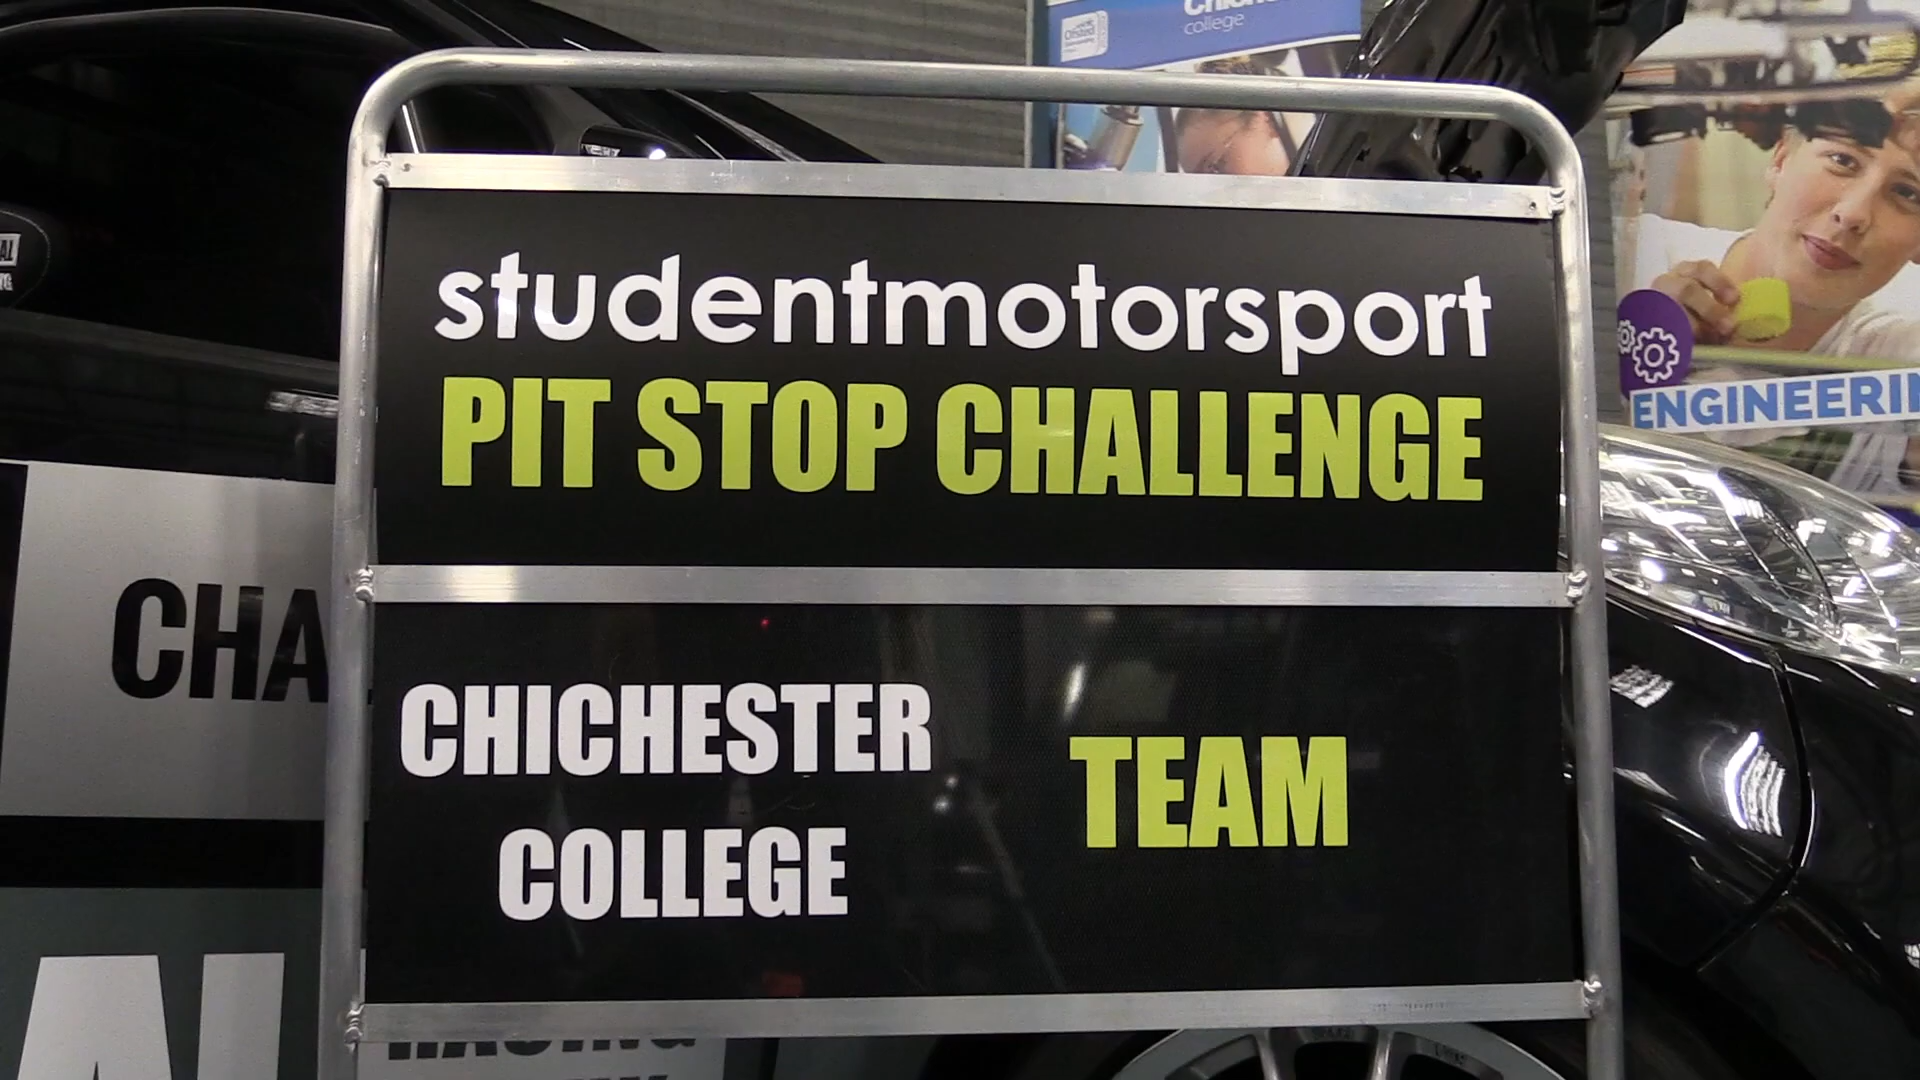 college
studentmotorsport
PIT STOP CHALLENGE
ENGINEERIN
CHA
CHICHESTER
COLLEGE
TEAM